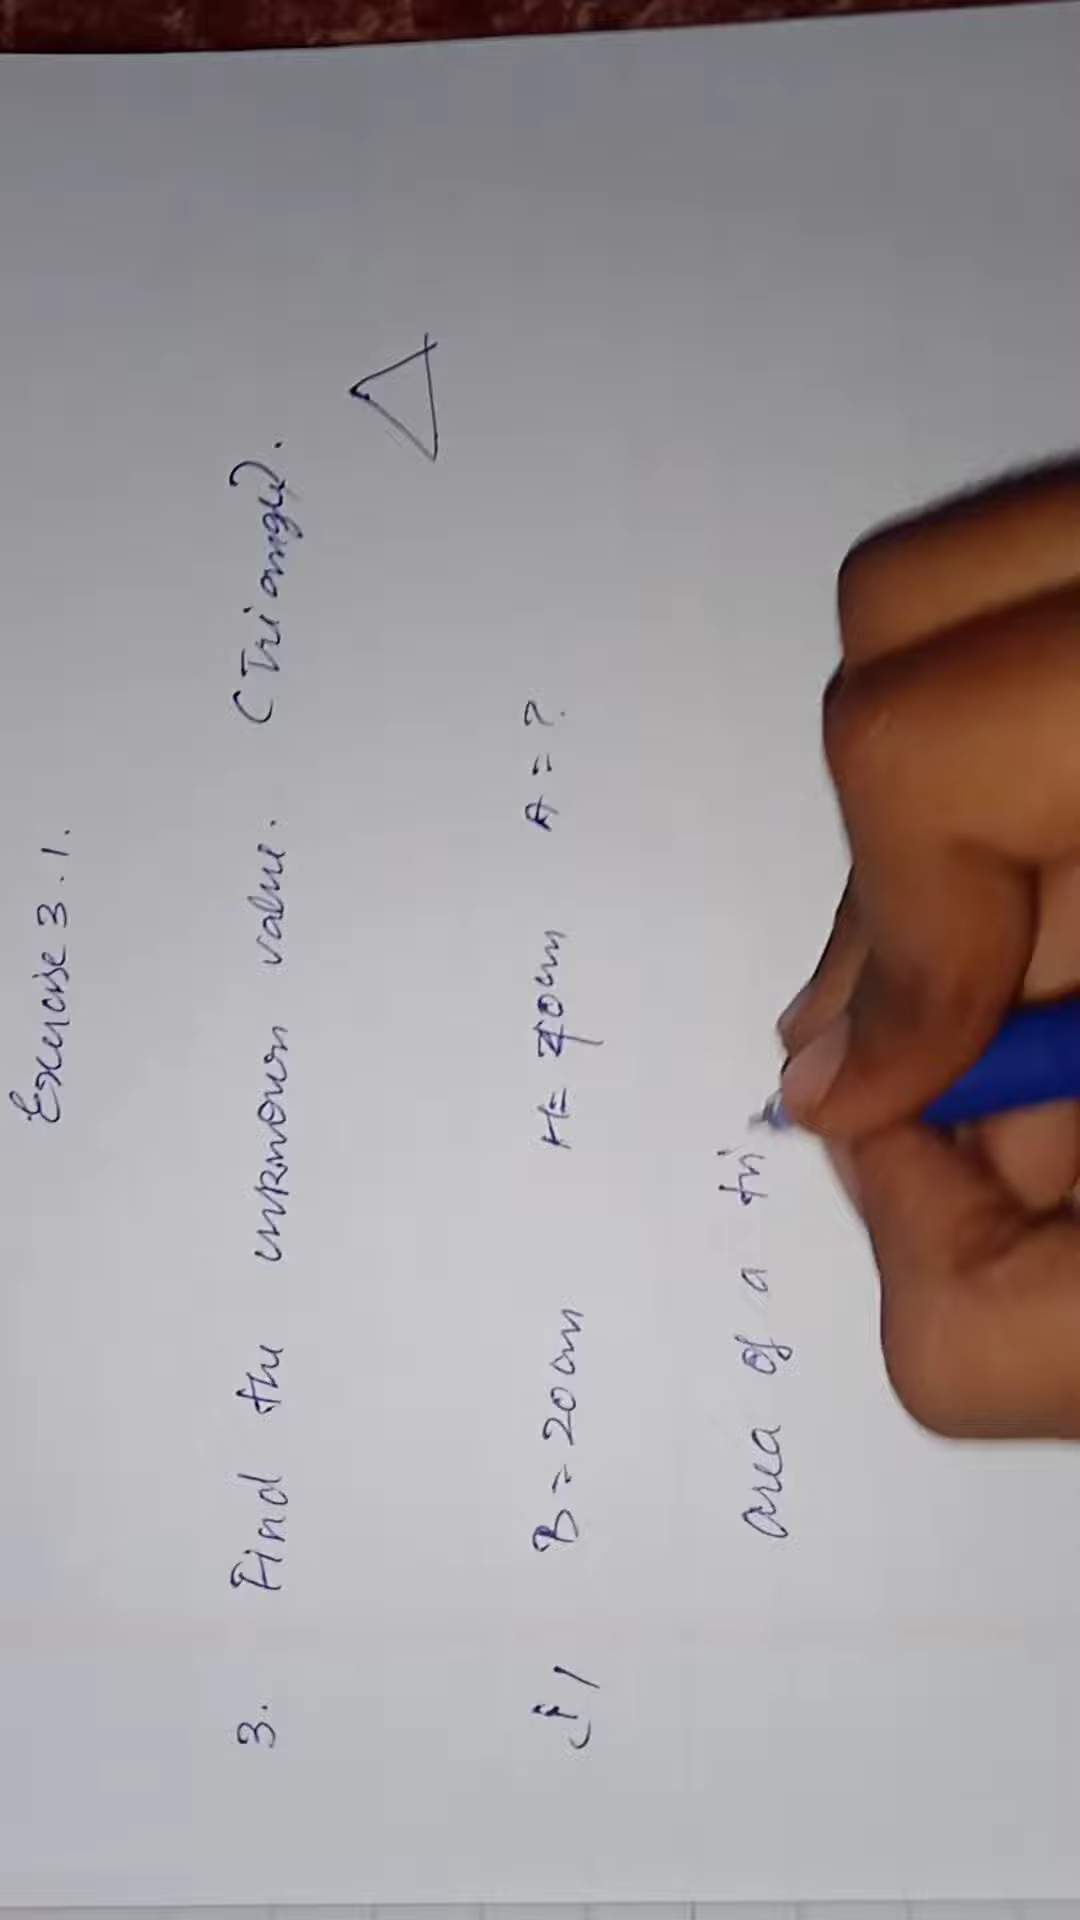 Exercise 3.1.
3. Find the unknown value. (Triangle).
(i) B = 20cm H = 40cm A = ?
area of a tri